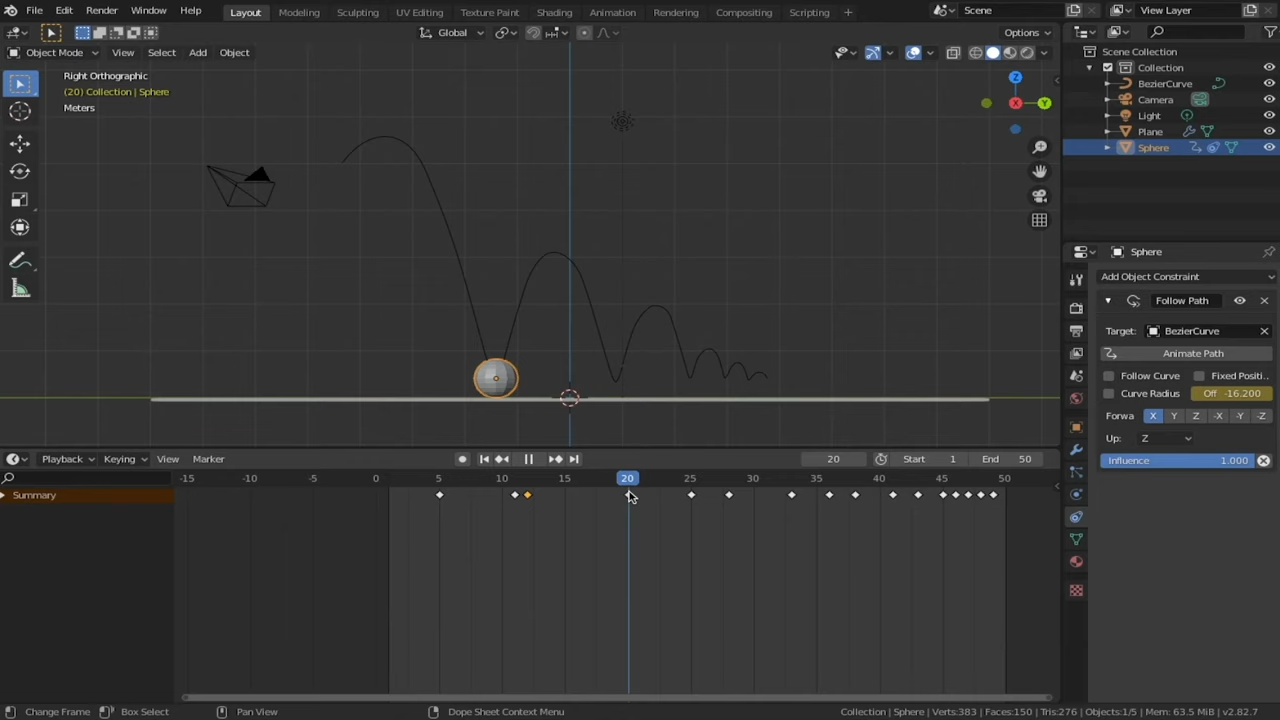 File Edit Render Window Help Layout Modeling Sculpting UV Editing Texture Paint Shading Animation Rendering Compositing Scripting + Scene View Layer
Global Options
Object Mode View Select Add Object
Right Orthographic
(20) Collection | Sphere
Meters
Z
X
Y
Scene Collection
Collection
BezierCurve
Camera
Light
Plane
Sphere
Sphere
Add Object Constraint
Follow Path
Target: BezierCurve
Animate Path
Follow Curve Fixed Positi..
Curve Radius Off -16.200
Forwa X Y Z -X -Y -Z
Up: Z
Influence 1.000
Playback Keying View Marker 20 Start 1 End 50
-15 -10 -5 0 5 10 15 20 25 30 35 40 45 50
Summary
Change Frame Box Select Pan View Dope Sheet Context Menu Collection | Sphere | Verts:383 | Faces:150 | Tris:276 | Objects:1/5 | Mem: 63.5 MiB | v2.82.7